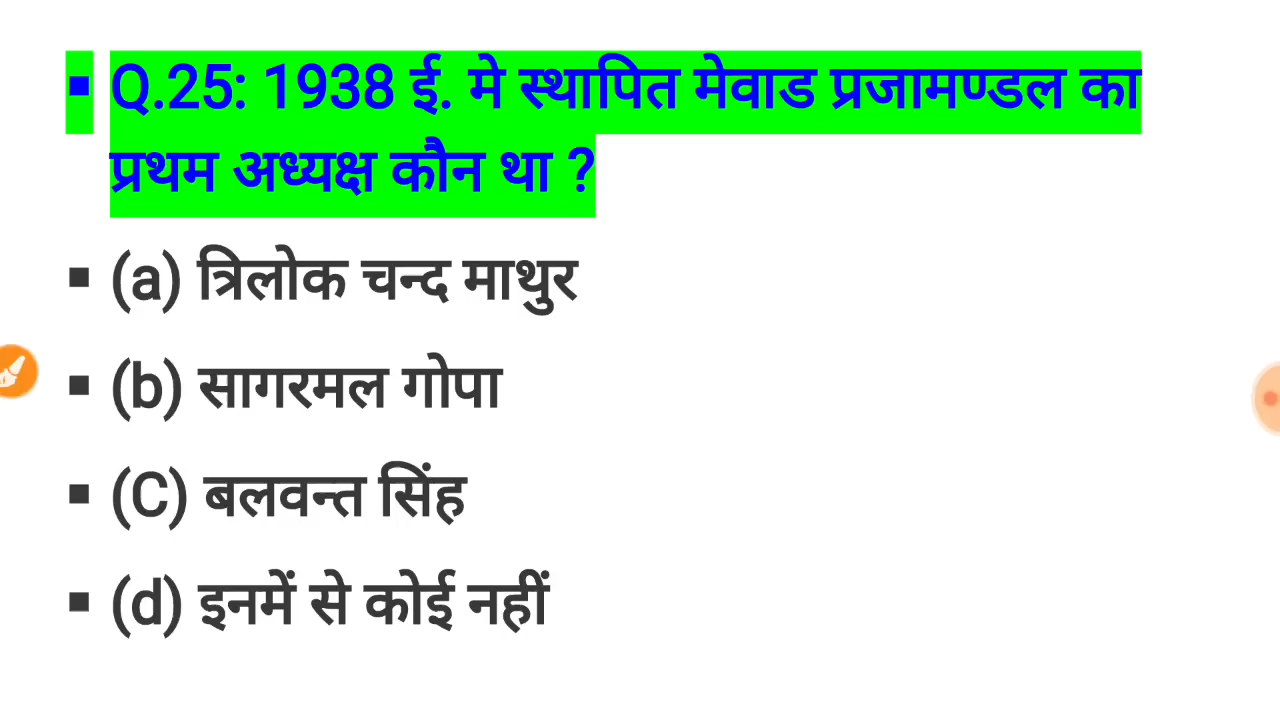 ▪ Q.25: 1938 ई. मे स्थापित मेवाड प्रजामण्डल का
प्रथम अध्यक्ष कौन था ?
▪ (a) त्रिलोक चन्द माथुर
▪ (b) सागरमल गोपा
▪ (C) बलवन्त सिंह
▪ (d) इनमें से कोई नहीं